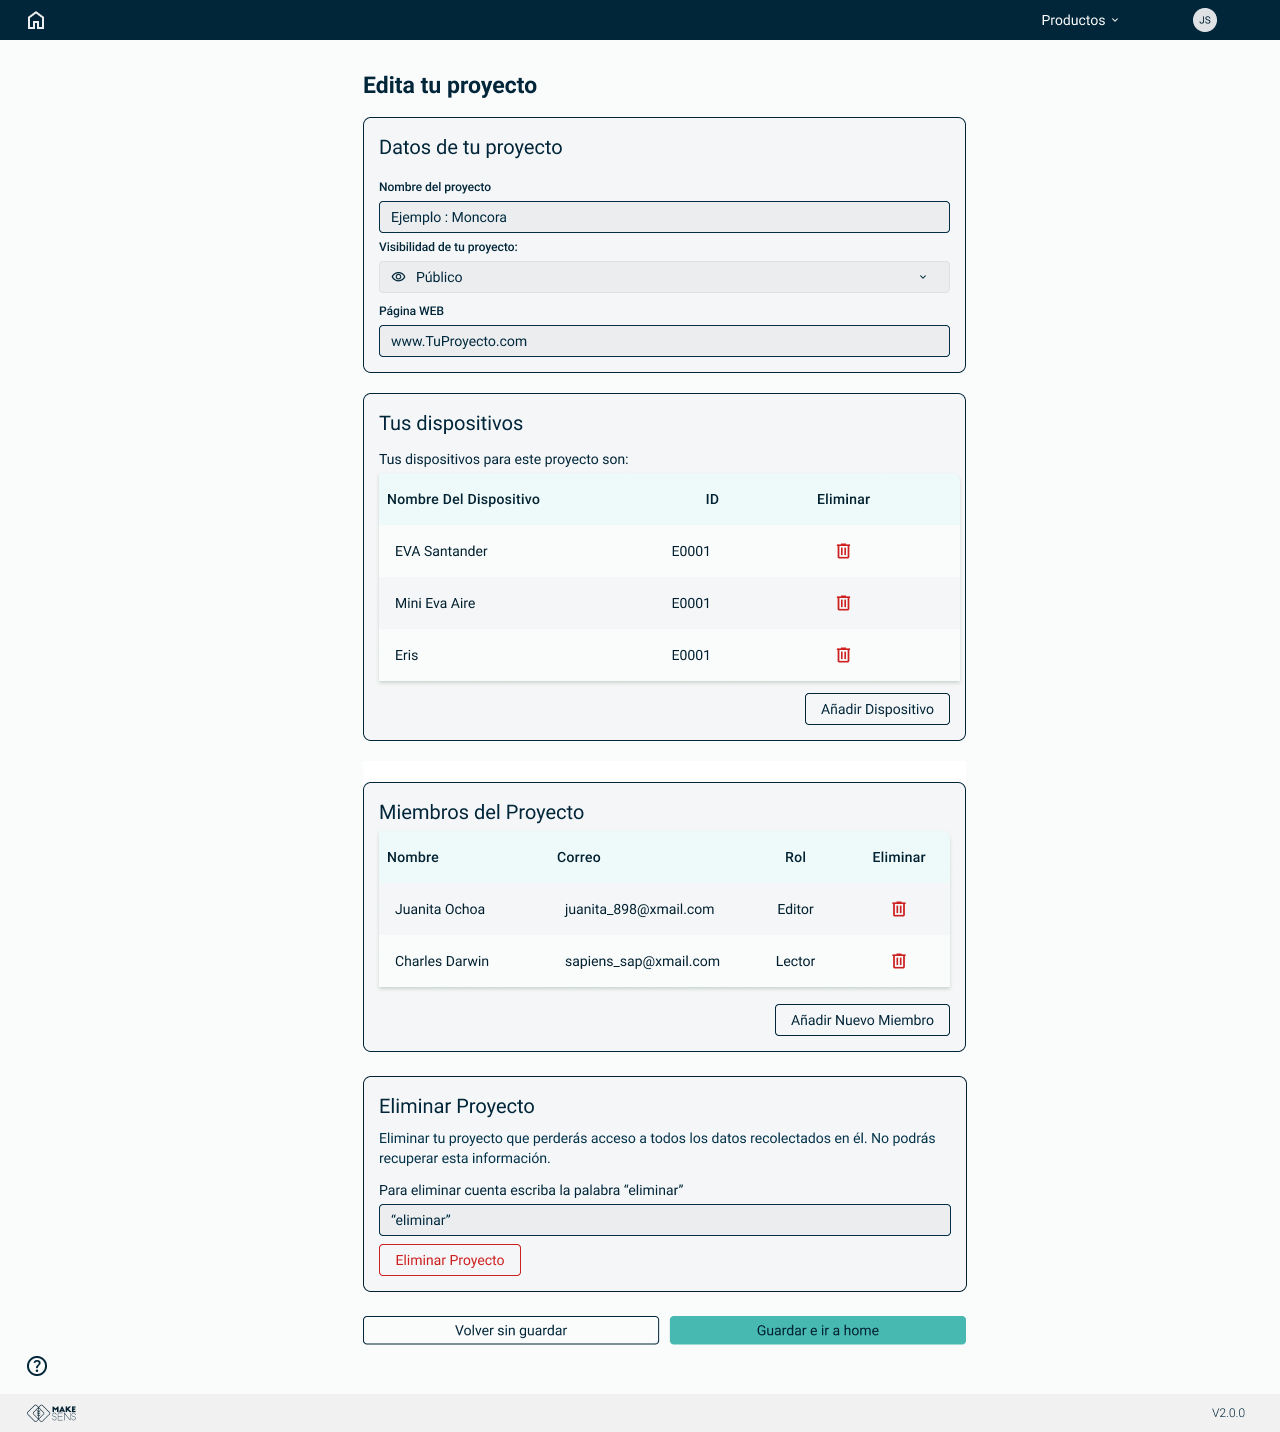 Productos
JS
Edita tu proyecto
Datos de tu proyecto
Nombre del proyecto
Ejemplo : Moncora
Visibilidad de tu proyecto:
Público
Página WEB
www.TuProyecto.com
Tus dispositivos
Tus dispositivos para este proyecto son:
Nombre Del Dispositivo ID Eliminar
EVA Santander E0001
Mini Eva Aire E0001
Eris E0001
Añadir Dispositivo
Miembros del Proyecto
Nombre Correo Rol Eliminar
Juanita Ochoa juanita_898@xmail.com Editor
Charles Darwin sapiens_sap@xmail.com Lector
Añadir Nuevo Miembro
Eliminar Proyecto
Eliminar tu proyecto que perderás acceso a todos los datos recolectados en él. No podrás
recuperar esta información.
Para eliminar cuenta escriba la palabra “eliminar”
“eliminar”
Eliminar Proyecto
Volver sin guardar Guardar e ir a home
MAKE
SENS
V2.0.0